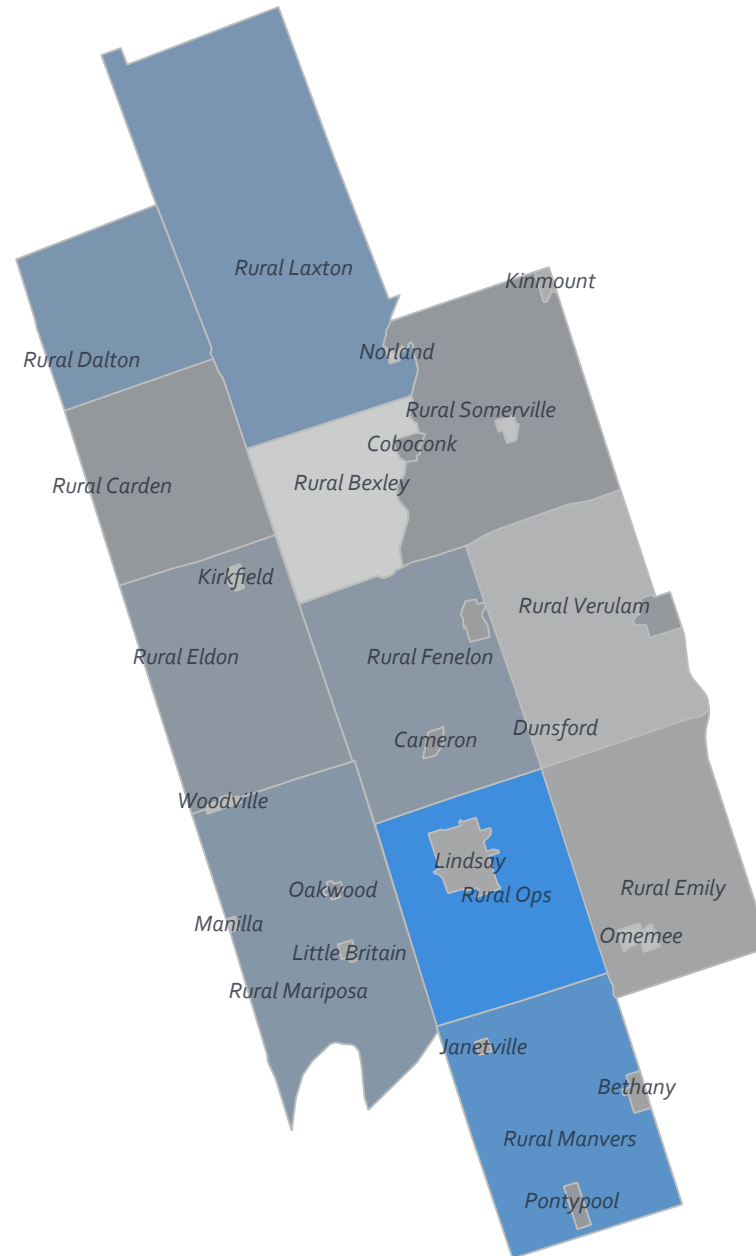 Rural Laxton
Kinmount
Norland
Rural Dalton
Rural Somerville
Coboconk
Rural Bexley
Rural Carden
Kirkfield
Rural Verulam
Rural Eldon
Rural Fenelon
Dunsford
Cameron
Woodville
Lindsay
Oakwood
Rural Emily
Rural Ops
Manilla
Omemee
Little Britain
Rural Mariposa
Janetville
Bethany
Rural Manvers
Pontypool